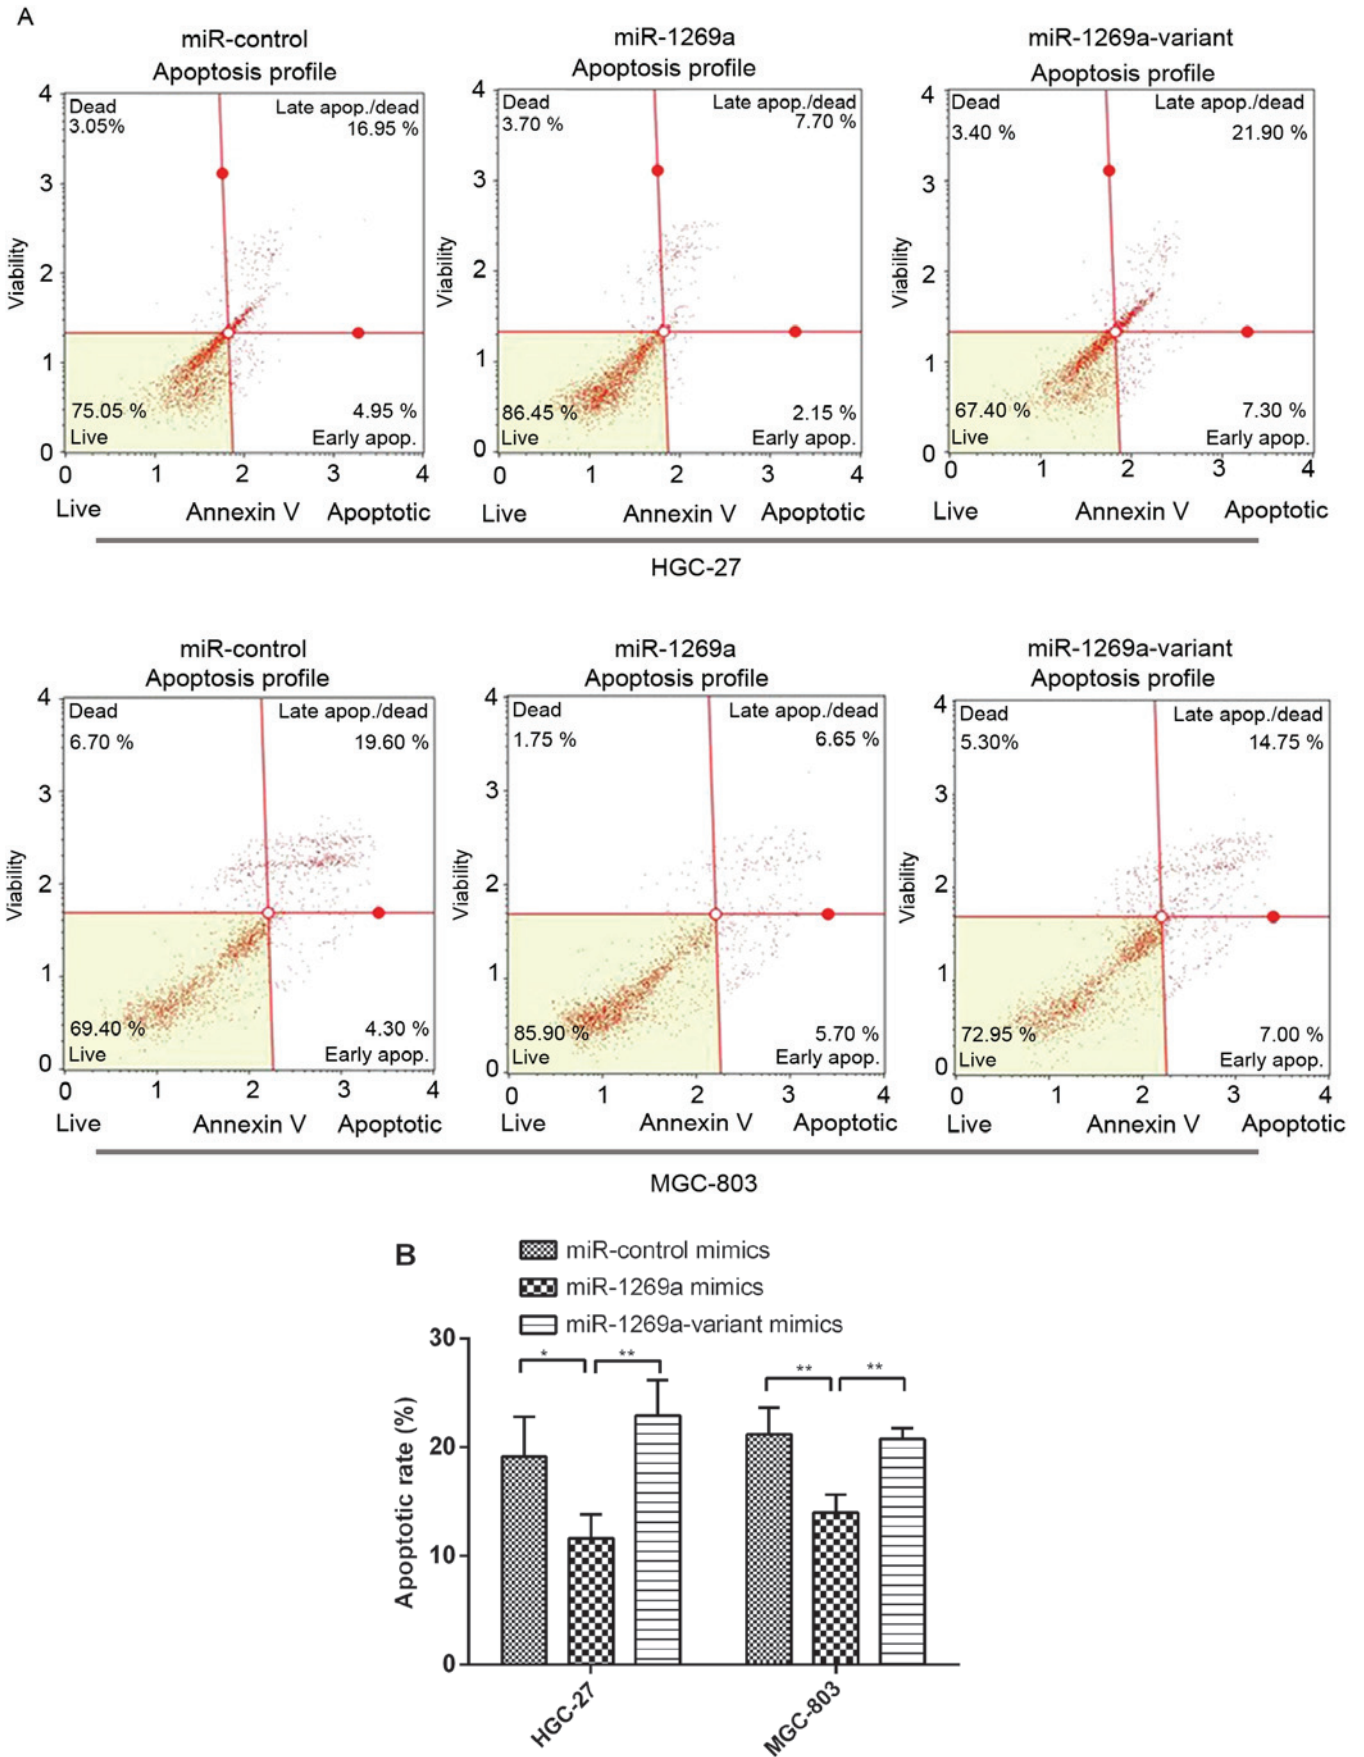 A
miR-control
Apoptosis profile
miR-1269a
Apoptosis profile
miR-1269a-variant
Apoptosis profile
4
3
2
1
0
Viability
Dead
3.05%
Late apop./dead
16.95 %
75.05 %
Live
4.95 %
Early apop.
0 1 2 3 4
Live Annexin V Apoptotic
4
3
2
1
0
Viability
Dead
3.70 %
Late apop./dead
7.70 %
86.45 %
Live
2.15 %
Early apop.
0 1 2 3 4
Live Annexin V Apoptotic
4
3
2
1
0
Viability
Dead
3.40 %
Late apop./dead
21.90 %
67.40 %
Live
7.30 %
Early apop.
0 1 2 3 4
Live Annexin V Apoptotic
HGC-27
miR-control
Apoptosis profile
miR-1269a
Apoptosis profile
miR-1269a-variant
Apoptosis profile
4
3
2
1
0
Viability
Dead
6.70 %
Late apop./dead
19.60 %
69.40 %
Live
4.30 %
Early apop.
0 1 2 3 4
Live Annexin V Apoptotic
4
3
2
1
0
Viability
Dead
1.75 %
Late apop./dead
6.65 %
85.90 %
Live
5.70 %
Early apop.
0 1 2 3 4
Live Annexin V Apoptotic
4
3
2
1
0
Viability
Dead
5.30%
Late apop./dead
14.75 %
72.95 %
Live
7.00 %
Early apop.
0 1 2 3 4
Live Annexin V Apoptotic
MGC-803
B
miR-control mimics
miR-1269a mimics
miR-1269a-variant mimics
30
20
10
0
Apoptotic rate (%)
* ** ** **
HGC-27
MGC-803